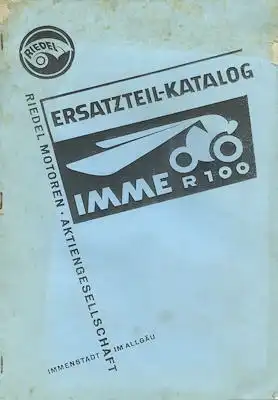 RIEDEL
ERSATZTEIL-KATALOG
IMME R 100
RIEDEL MOTOREN · AKTIENGESELLSCHAFT
IMMENSTADT IM ALLGÄU